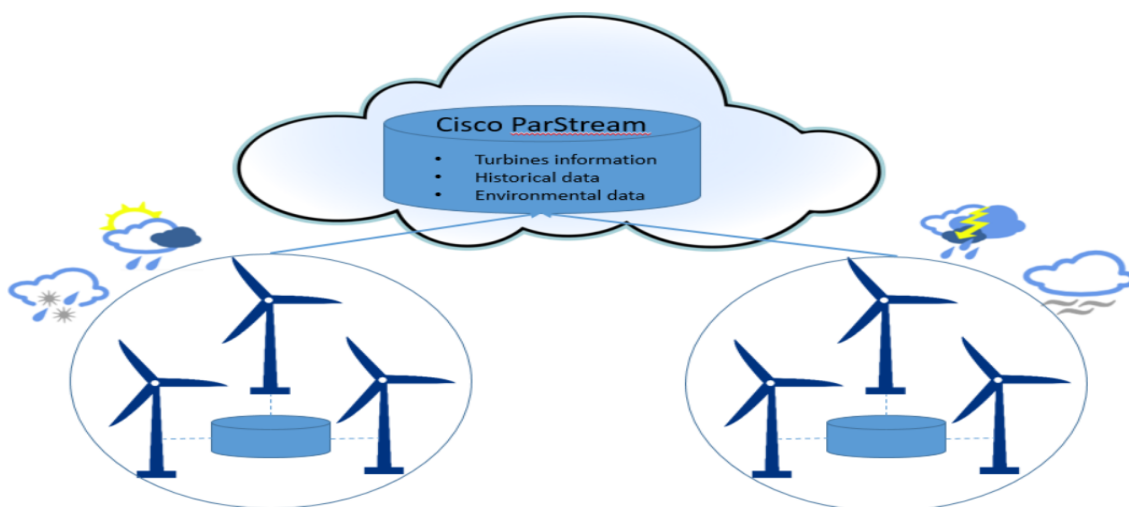 Cisco ParStream
• Turbines information
• Historical data
• Environmental data